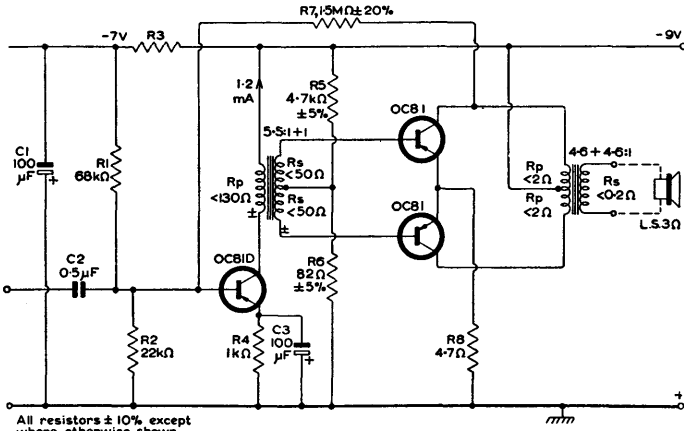 R7, 1·5MΩ ± 20%
-7V
R3
-9V
1·2
mA
R5
4·7kΩ
±5%
OC81
C1
100
μF
+
R1
68kΩ
5·5:1+1
4·6 + 4·6:1
Rp
<130Ω
±
Rs
<50Ω
Rs
<50Ω
±
Rp
<2Ω
Rp
<2Ω
Rs
<0·2Ω
L.S.3Ω
OC81
C2
0·5μF
OC81D
R6
82Ω
±5%
R2
22kΩ
R4
1kΩ
C3
100
μF
+
R8
4·7Ω
+
All resistors ± 10% except
where otherwise shown